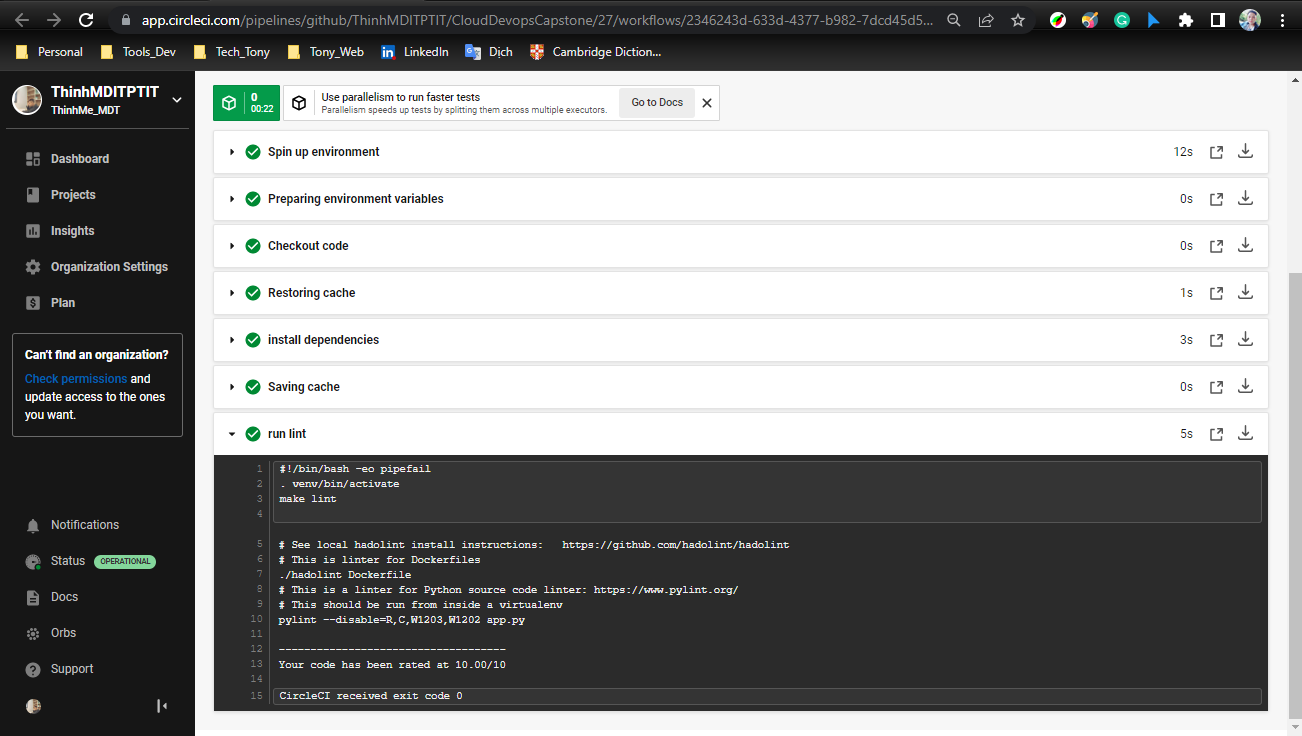 app.circleci.com/pipelines/github/ThinhMDITPTIT/CloudDevopsCapstone/27/workflows/2346243d-633d-4377-b982-7dcd45d5...
Personal Tools_Dev Tech_Tony Tony_Web LinkedIn Dịch Cambridge Diction...
ThinhMDITPTIT
ThinhMe_MDT
Dashboard
Projects
Insights
Organization Settings
Plan
Can't find an organization?
Check permissions and
update access to the ones
you want.
Notifications
Status OPERATIONAL
Docs
Orbs
Support
0
00:22
Use parallelism to run faster tests
Parallelism speeds up tests by splitting them across multiple executors.
Go to Docs
Spin up environment 12s
Preparing environment variables 0s
Checkout code 0s
Restoring cache 1s
install dependencies 3s
Saving cache 0s
run lint 5s
1 #!/bin/bash -eo pipefail
2 . venv/bin/activate
3 make lint
4
5 # See local hadolint install instructions: https://github.com/hadolint/hadolint
6 # This is linter for Dockerfiles
7 ./hadolint Dockerfile
8 # This is a linter for Python source code linter: https://www.pylint.org/
9 # This should be run from inside a virtualenv
10 pylint --disable=R,C,W1203,W1202 app.py
11
12 ------------------------------------
13 Your code has been rated at 10.00/10
14
15 CircleCI received exit code 0